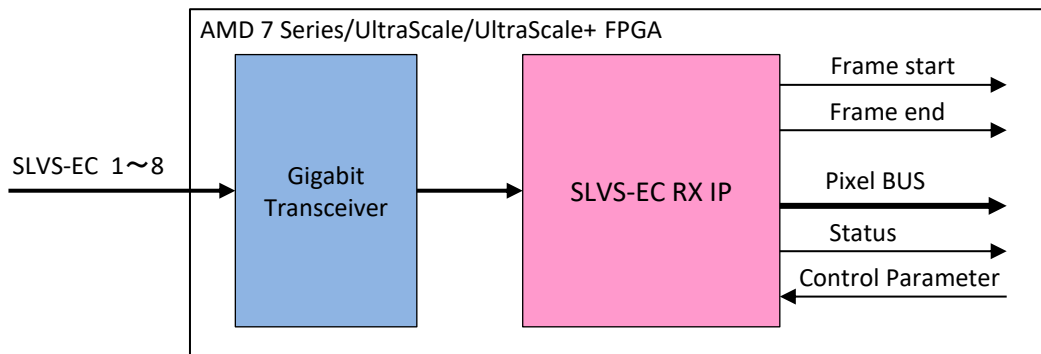 AMD 7 Series/UltraScale/UltraScale+ FPGA
SLVS-EC 1～8
Gigabit
Transceiver
SLVS-EC RX IP
Frame start
Frame end
Pixel BUS
Status
Control Parameter